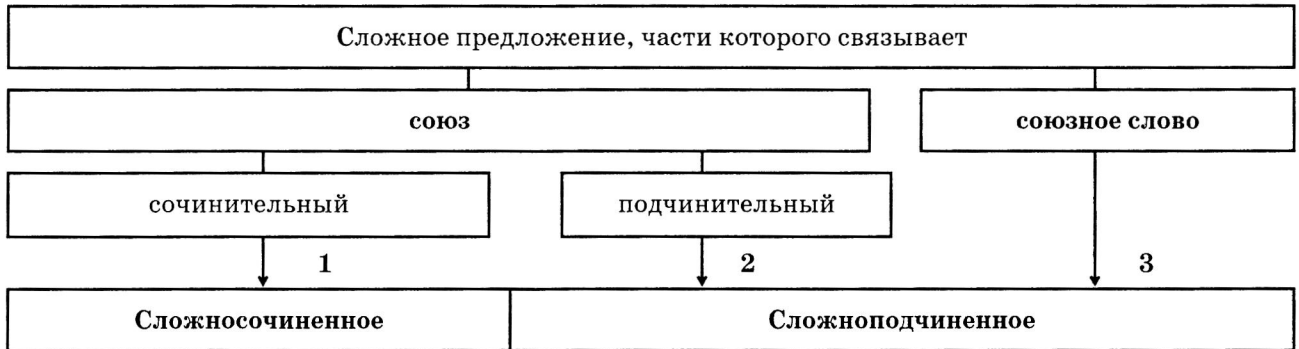 Сложное предложение, части которого связывает
союз
союзное слово
сочинительный
подчинительный
1
2
3
Сложносочиненное
Сложноподчиненное